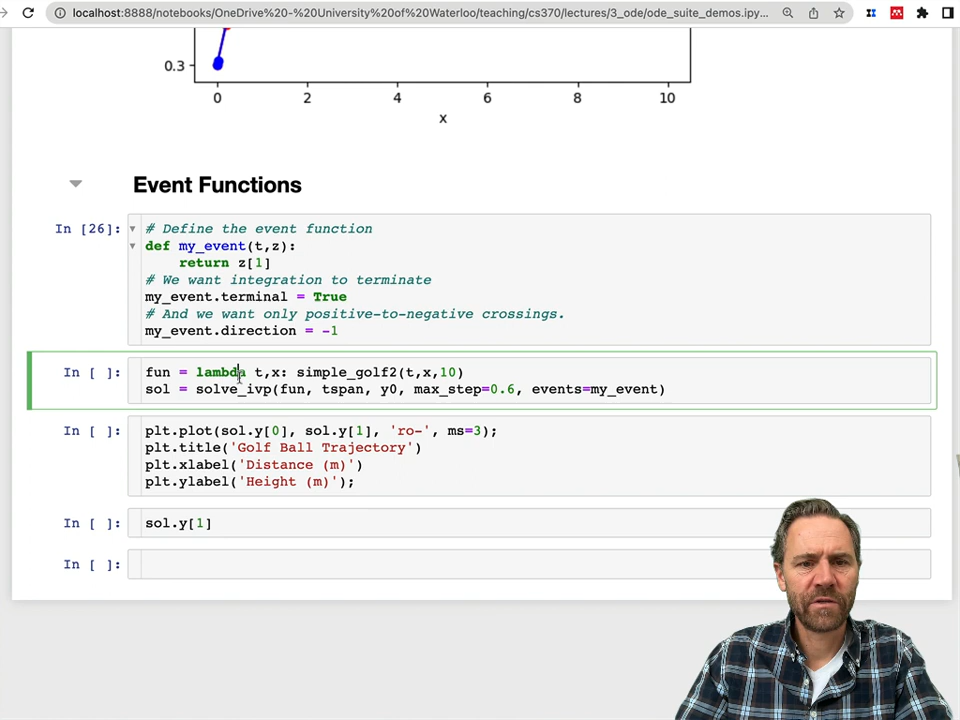 localhost:8888/notebooks/OneDrive%20-%20University%20of%20Waterloo/teaching/cs370/lectures/3_ode/ode_suite_demos.ipy...
0.3
0 2 4 6 8 10
x
Event Functions
In [26]: # Define the event function
def my_event(t,z):
return z[1]
# We want integration to terminate
my_event.terminal = True
# And we want only positive-to-negative crossings.
my_event.direction = -1
In [ ]: fun = lambda t,x: simple_golf2(t,x,10)
sol = solve_ivp(fun, tspan, y0, max_step=0.6, events=my_event)
In [ ]: plt.plot(sol.y[0], sol.y[1], 'ro-', ms=3);
plt.title('Golf Ball Trajectory')
plt.xlabel('Distance (m)')
plt.ylabel('Height (m)');
In [ ]: sol.y[1]
In [ ]: